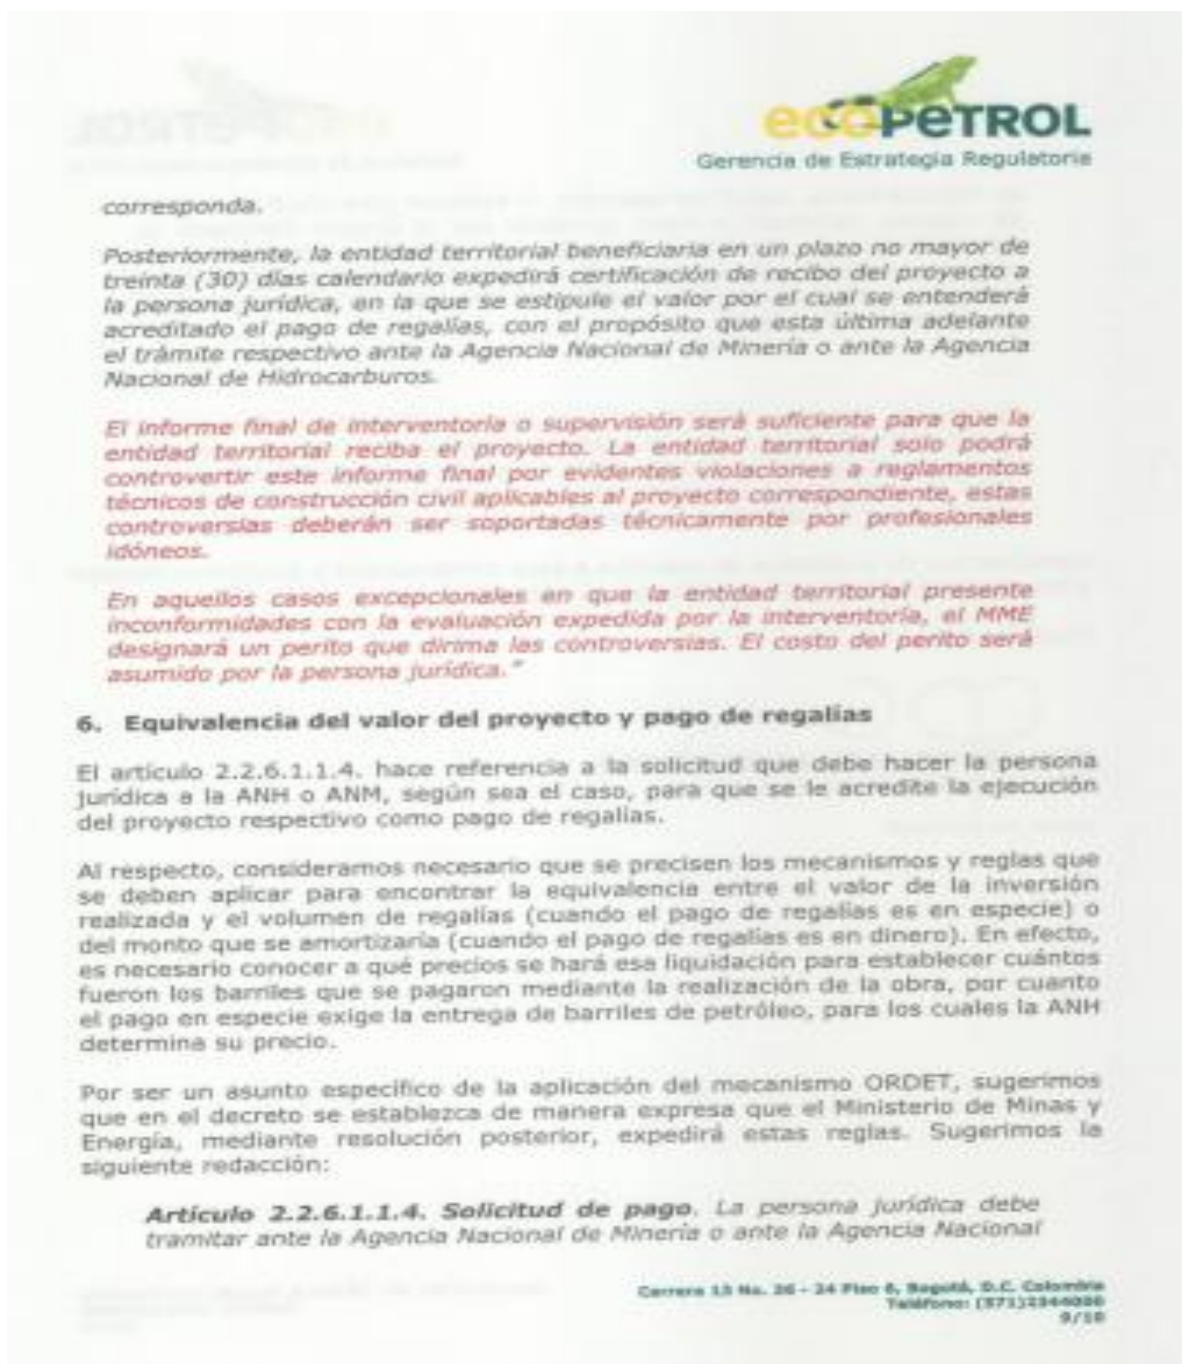 ecopetrol
Gerencia de Estrategia Regulatoria
corresponda.
Posteriormente, la entidad territorial beneficiaria en un plazo no mayor de
treinta (30) días calendario expedirá certificación de recibo del proyecto a
la persona jurídica, en la que se estipule el valor por el cual se entenderá
acreditado el pago de regalías, con el propósito que esta última adelante
el trámite respectivo ante la Agencia Nacional de Minería o ante la Agencia
Nacional de Hidrocarburos.
El informe final de interventoría o supervisión será suficiente para que la
entidad territorial reciba el proyecto. La entidad territorial solo podrá
controvertir este informe final por evidentes violaciones a reglamentos
técnicos de construcción civil aplicables al proyecto correspondiente, estas
controversias deberán ser soportadas técnicamente por profesionales
idóneos.
En aquellos casos excepcionales en que la entidad territorial presente
inconformidades con la evaluación expedida por la interventoría, el MME
designará un perito que dirima las controversias. El costo del perito será
asumido por la persona jurídica."
6. Equivalencia del valor del proyecto y pago de regalías
El artículo 2.2.6.1.1.4. hace referencia a la solicitud que debe hacer la persona
jurídica a la ANH o ANM, según sea el caso, para que se le acredite la ejecución
del proyecto respectivo como pago de regalías.
Al respecto, consideramos necesario que se precisen los mecanismos y reglas que
se deben aplicar para encontrar la equivalencia entre el valor de la inversión
realizada y el volumen de regalías (cuando el pago de regalías es en especie) o
del monto que se amortizaría (cuando el pago de regalías es en dinero). En efecto,
es necesario conocer a qué precios se hará esa liquidación para establecer cuántos
fueron los barriles que se pagaron mediante la realización de la obra, por cuanto
el pago en especie exige la entrega de barriles de petróleo, para los cuales la ANH
determina su precio.
Por ser un asunto específico de la aplicación del mecanismo ORDET, sugerimos
que en el decreto se establezca de manera expresa que el Ministerio de Minas y
Energía, mediante resolución posterior, expedirá estas reglas. Sugerimos la
siguiente redacción:
Artículo 2.2.6.1.1.4. Solicitud de pago. La persona jurídica debe
tramitar ante la Agencia Nacional de Minería o ante la Agencia Nacional
Carrera 13 No. 36 - 24 Piso 8, Bogotá, D.C. Colombia
Teléfono: (571)2344000
9/10